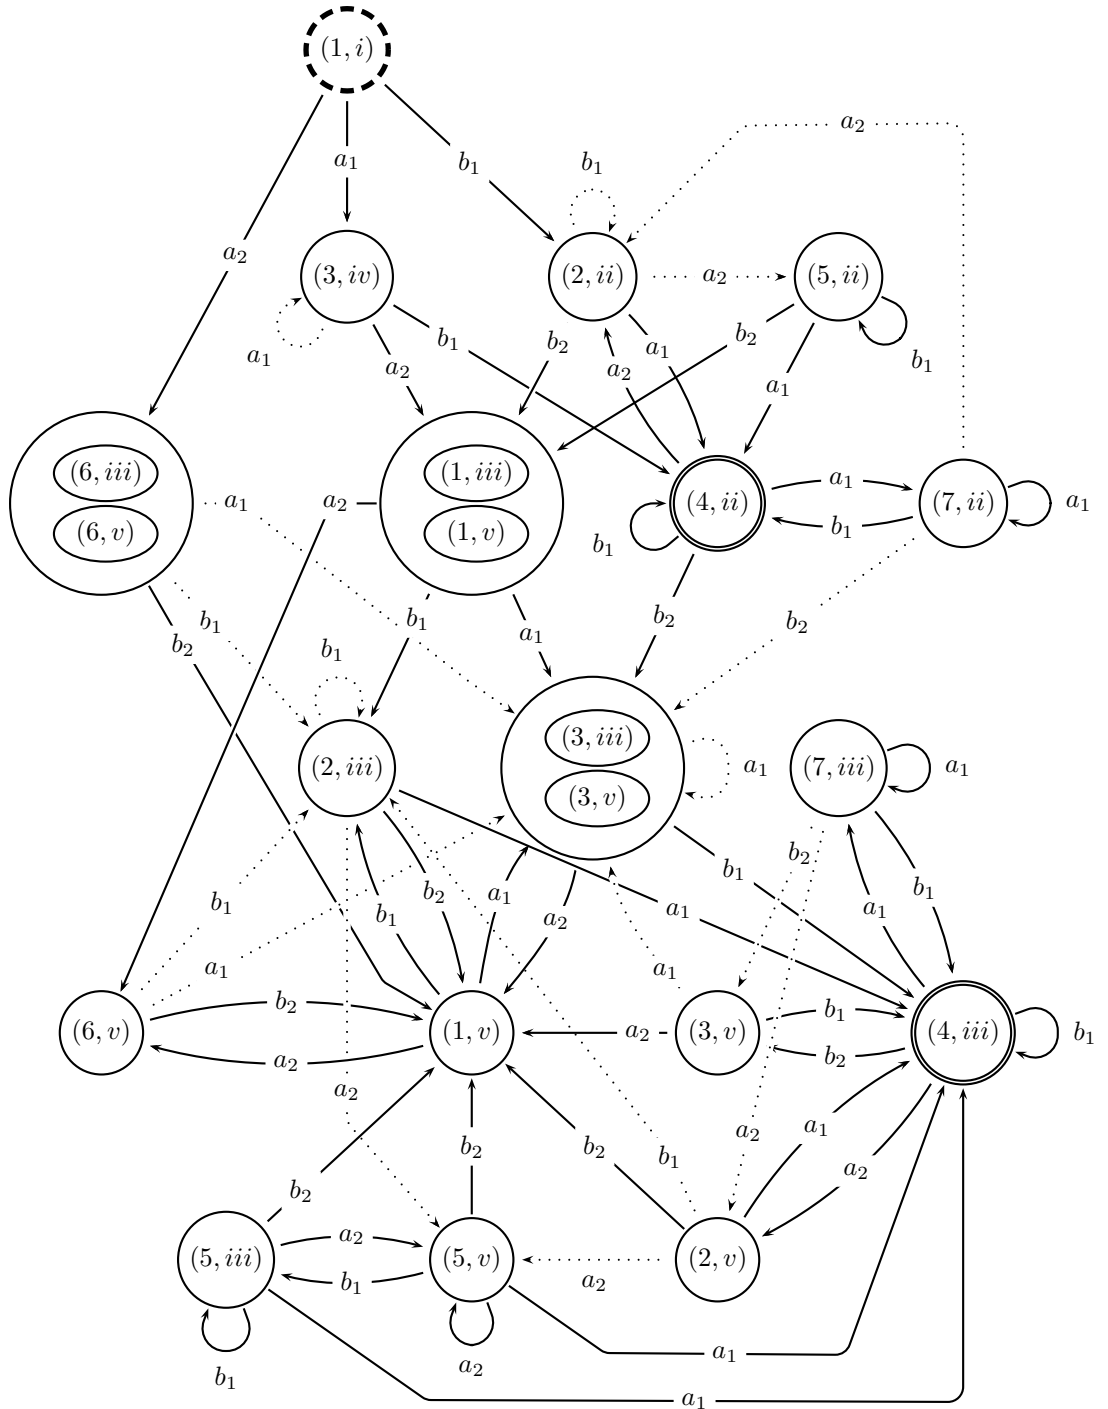 (1, i)
a₂
b₁
a₁
b₁
a₂
(3, iv)
(2, ii)
a₂
(5, ii)
a₁
b₁
a₂
b₂
a₁
a₂
b₂
a₁
b₁
(6, iii)
(6, v)
a₁
a₂
(1, iii)
(1, v)
(4, ii)
b₁
a₁
b₁
(7, ii)
a₁
b₁
b₂
b₁
a₁
b₂
b₂
b₁
(2, iii)
(3, iii)
(3, v)
a₁
(7, iii)
a₁
b₁
b₂
b₁
a₁
b₁
b₂
a₁
a₂
a₁
a₁
b₁
a₁
a₁
(6, v)
b₂
a₂
(1, v)
a₂
(3, v)
b₁
b₂
(4, iii)
b₁
a₂
b₂
b₂
b₁
a₂
a₁
a₂
b₂
(5, iii)
a₂
b₁
(5, v)
a₂
(2, v)
b₁
a₂
a₁
a₁